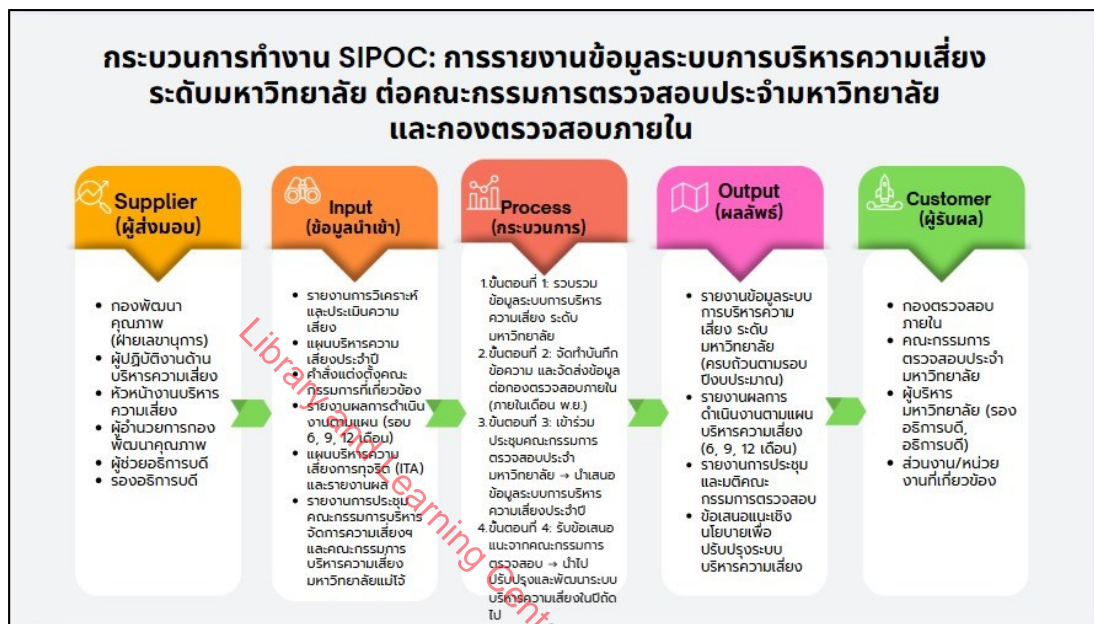 กระบวนการทำงาน SIPOC: การรายงานข้อมูลระบบการบริหารความเสี่ยง
ระดับมหาวิทยาลัย ต่อคณะกรรมการตรวจสอบประจำมหาวิทยาลัย
และกองตรวจสอบภายใน
Supplier
(ผู้ส่งมอบ)
• กองพัฒนา
คุณภาพ
(ฝ่ายเลขานุการ)
• ผู้ปฏิบัติงานด้าน
บริหารความเสี่ยง
• หัวหน้างานบริหาร
ความเสี่ยง
• ผู้อำนวยการกอง
พัฒนาคุณภาพ
• ผู้ช่วยอธิการบดี
• รองอธิการบดี
Input
(ข้อมูลนำเข้า)
• รายงานการวิเคราะห์
และประเมินความ
เสี่ยง
• แผนบริหารความ
เสี่ยงประจำปี
• คำสั่งแต่งตั้งคณะ
กรรมการที่เกี่ยวข้อง
• รายงานผลการดำเนิน
งานตามแผน (รอบ
6, 9, 12 เดือน)
• แผนบริหารความ
เสี่ยงการทุจริต (ITA)
และรายงานผล
• รายงานการประชุม
คณะกรรมการบริหาร
จัดการความเสี่ยงฯ
และคณะกรรมการ
บริหารความเสี่ยง
มหาวิทยาลัยแม่โจ้
Process
(กระบวนการ)
1.ขั้นตอนที่ 1: รวบรวม
ข้อมูลระบบการบริหาร
ความเสี่ยง ระดับ
มหาวิทยาลัย
2.ขั้นตอนที่ 2: จัดทำบันทึก
ข้อความ และจัดส่งข้อมูล
ต่อกองตรวจสอบภายใน
(ภายในเดือน พ.ย.)
3.ขั้นตอนที่ 3: เข้าร่วม
ประชุมคณะกรรมการ
ตรวจสอบประจำ
มหาวิทยาลัย → นำเสนอ
ข้อมูลระบบการบริหาร
ความเสี่ยงประจำปี
4.ขั้นตอนที่ 4: รับข้อเสนอ
แนะจากคณะกรรมการ
ตรวจสอบ → นำไป
ปรับปรุงและพัฒนาระบบ
บริหารความเสี่ยงในปีถัด
ไป
Output
(ผลลัพธ์)
• รายงานข้อมูลระบบ
การบริหารความ
เสี่ยง ระดับ
มหาวิทยาลัย
(ครบถ้วนตามรอบ
ปีงบประมาณ)
• รายงานผลการ
ดำเนินงานตามแผน
บริหารความเสี่ยง
(6, 9, 12 เดือน)
• รายงานการประชุม
และมติคณะ
กรรมการตรวจสอบ
• ข้อเสนอแนะเชิง
นโยบายเพื่อ
ปรับปรุงระบบ
บริหารความเสี่ยง
Customer
(ผู้รับผล)
• กองตรวจสอบ
ภายใน
• คณะกรรมการ
ตรวจสอบประจำ
มหาวิทยาลัย
• ผู้บริหาร
มหาวิทยาลัย (รอง
อธิการบดี,
อธิการบดี)
• ส่วนงาน/หน่วย
งานที่เกี่ยวข้อง
Library and Learning Cent